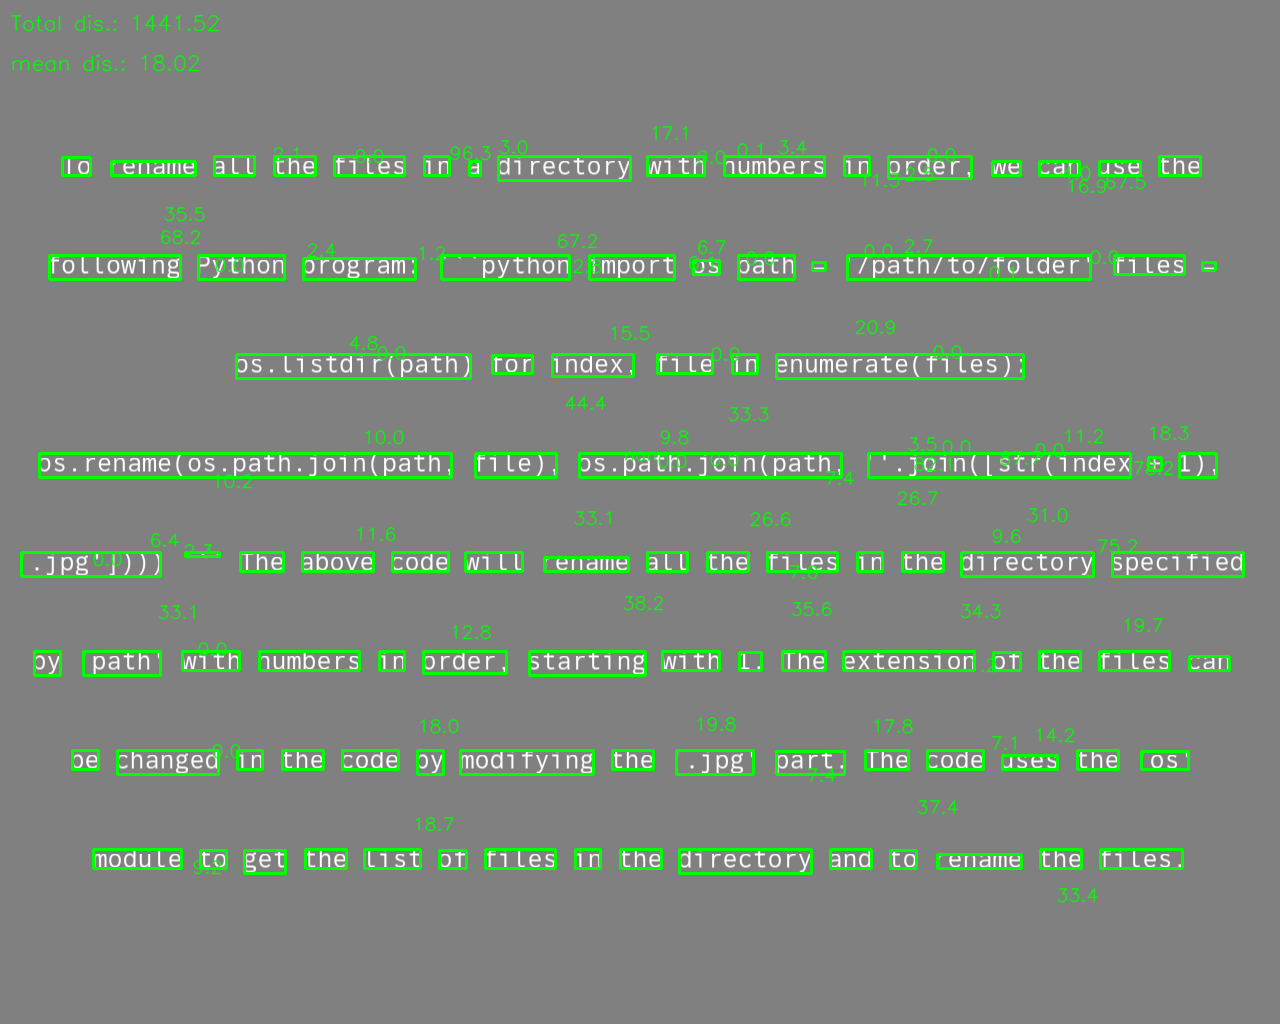 Total dis.: 1441.52
mean dis.: 18.02
To rename all the files in a directory with numbers in order, we can use the
following Python program: ```python import os path = '/path/to/folder' files =
os.listdir(path) for index, file in enumerate(files):
os.rename(os.path.join(path, file), os.path.join(path, ''.join([str(index + 1),
'.jpg']))) ``` The above code will rename all the files in the directory specified
by 'path' with numbers in order, starting with 1. The extension of the files can
be changed in the code by modifying the '.jpg' part. The code uses the 'os'
module to get the list of files in the directory and to rename the files.